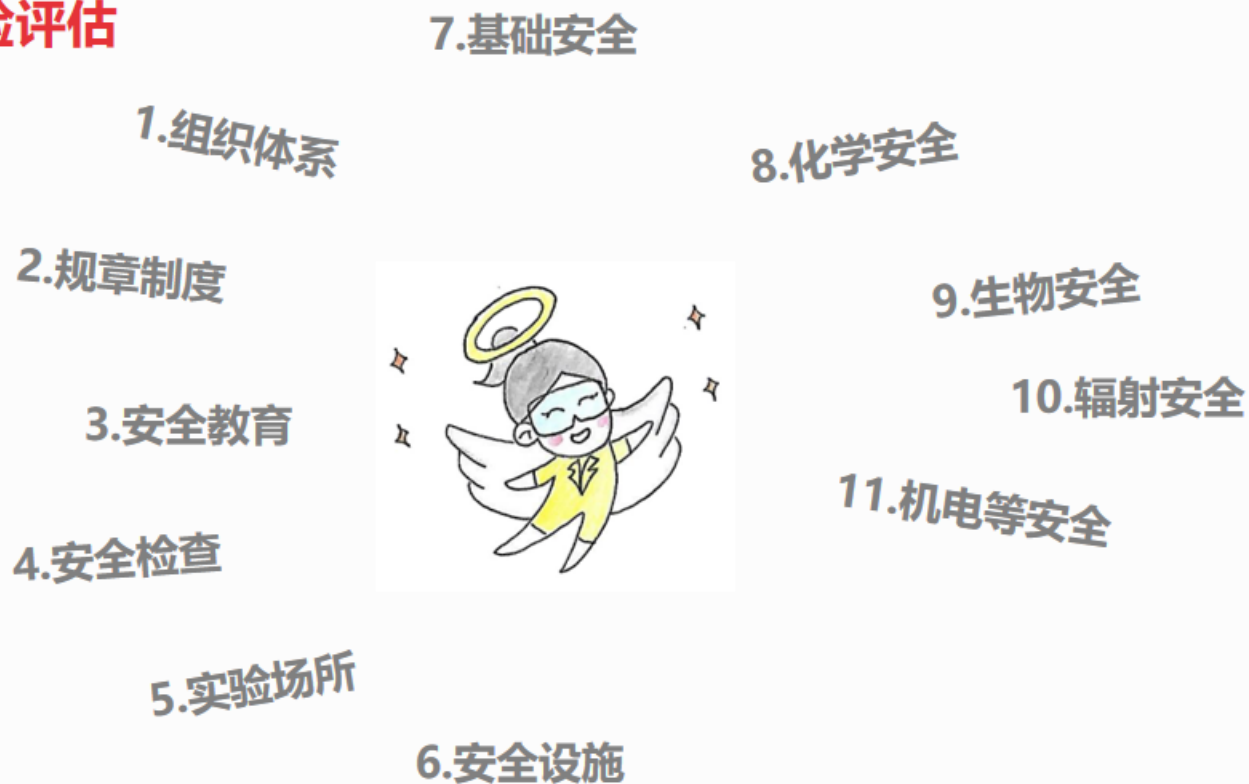 评估
1.组织体系
2.规章制度
3.安全教育
4.安全检查
5.实验场所
6.安全设施
7.基础安全
8.化学安全
9.生物安全
10.辐射安全
11.机电等安全